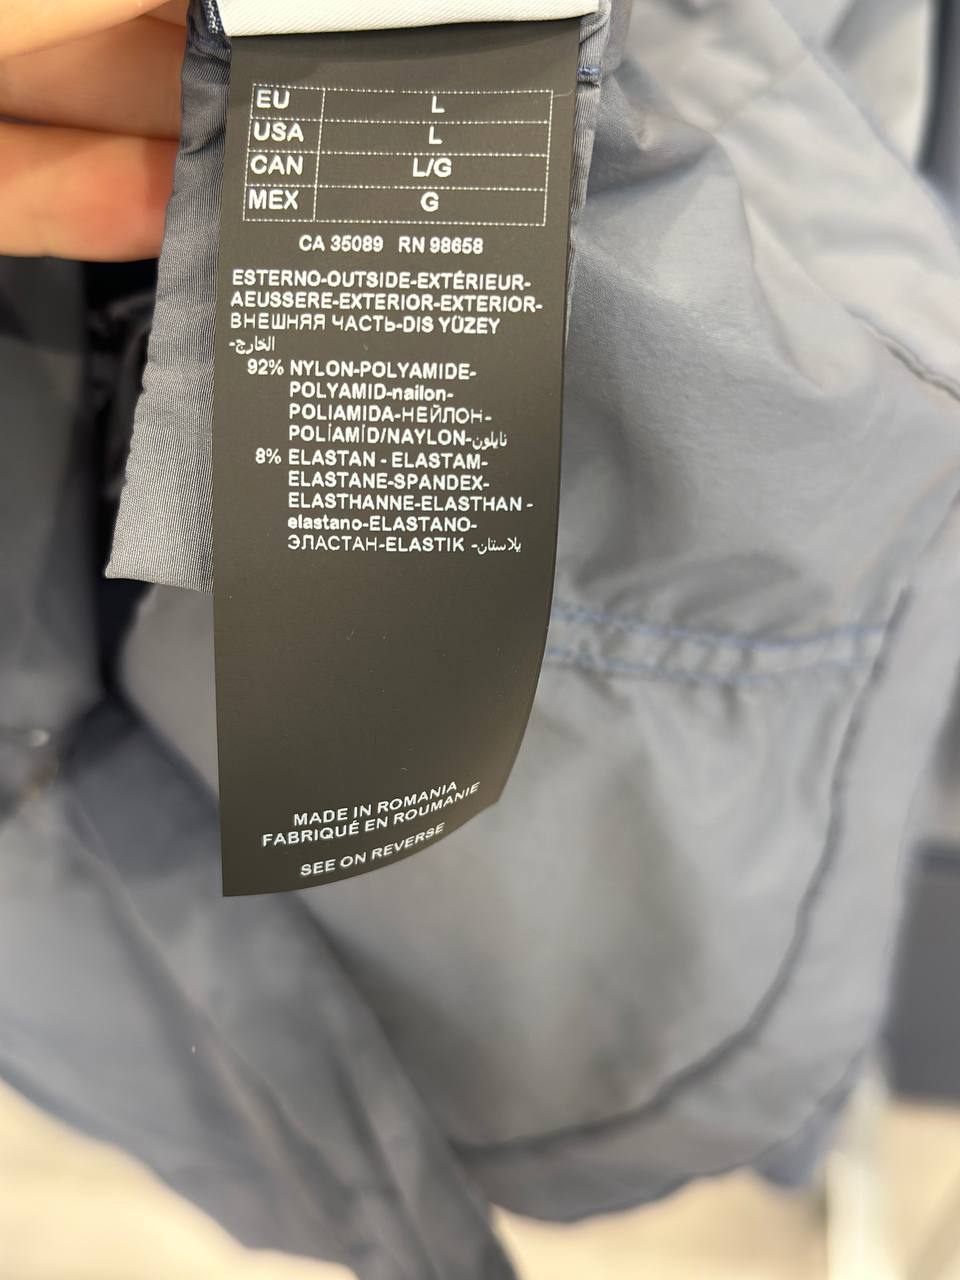 EU L
USA L
CAN L/G
MEX G
CA 35089 RN 98658
ESTERNO-OUTSIDE-EXTÉRIEUR-
AEUSSERE-EXTERIOR-EXTERIOR-
ВНЕШНЯЯ ЧАСТЬ-DIS YÜZEY
-الخارج
92% NYLON-POLYAMIDE-
POLYAMID-nailon-
POLIAMIDA-НЕЙЛОН-
POLİAMİD/NAYLON-نايلون
8% ELASTAN - ELASTAM-
ELASTANE-SPANDEX-
ELASTHANNE-ELASTHAN -
elastano-ELASTANO-
ЭЛАСТАН-ELASTIK -يلاستان
MADE IN ROMANIA
FABRIQUÉ EN ROUMANIE
SEE ON REVERSE